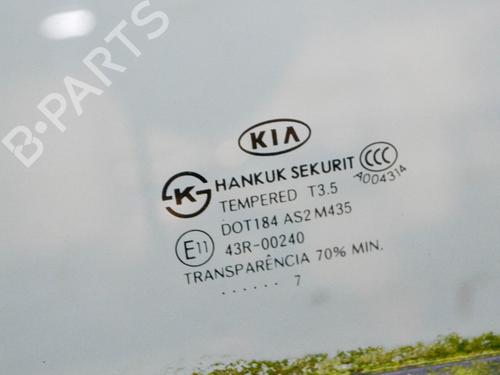 B-PARTS
KIA
HANKUK SEKURIT CCC
K TEMPERED T3.5 A004314
DOT184 AS2 M435
E11 43R-00240
TRANSPARÊNCIA 70% MIN.
...... 7